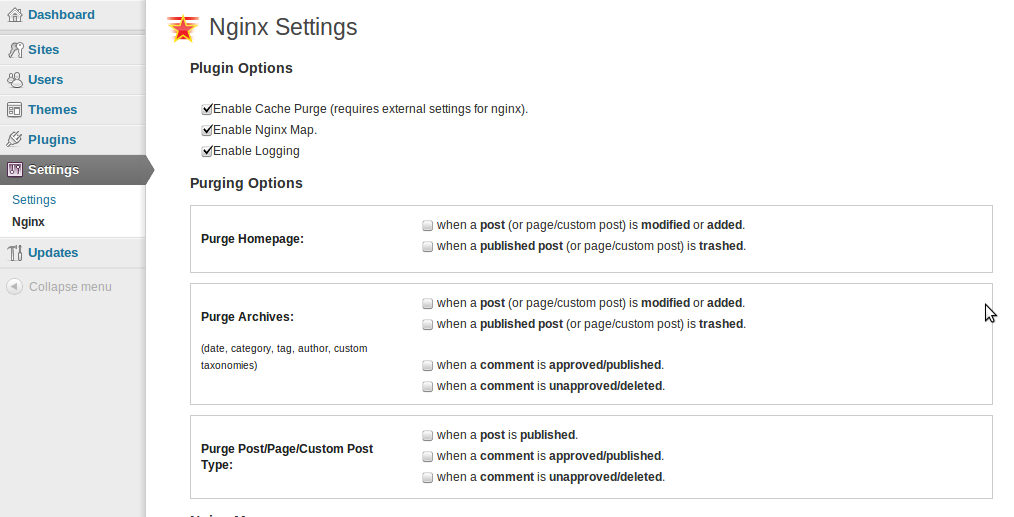 Dashboard
Sites
Users
Themes
Plugins
Settings
Settings
Nginx
Updates
Collapse menu
Nginx Settings
Plugin Options
Enable Cache Purge (requires external settings for nginx).
Enable Nginx Map.
Enable Logging
Purging Options
Purge Homepage:
when a post (or page/custom post) is modified or added.
when a published post (or page/custom post) is trashed.
Purge Archives:
(date, category, tag, author, custom
taxonomies)
when a post (or page/custom post) is modified or added.
when a published post (or page/custom post) is trashed.
when a comment is approved/published.
when a comment is unapproved/deleted.
Purge Post/Page/Custom Post
Type:
when a post is published.
when a comment is approved/published.
when a comment is unapproved/deleted.